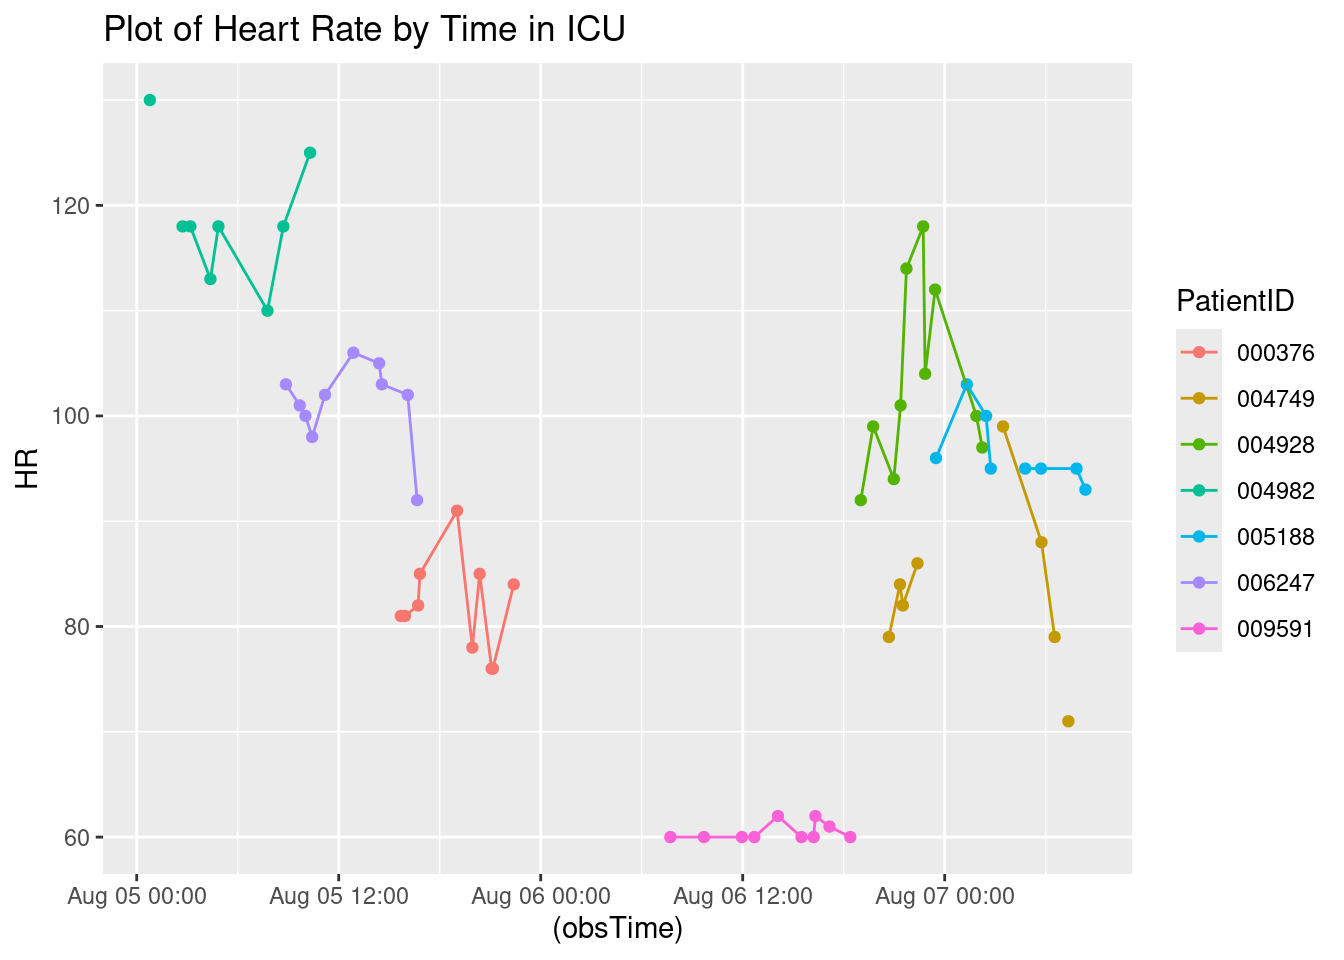 Plot of Heart Rate by Time in ICU
HR
120
100
80
60
Aug 05 00:00
Aug 05 12:00
Aug 06 00:00
Aug 06 12:00
Aug 07 00:00
(obsTime)
PatientID
000376
004749
004928
004982
005188
006247
009591